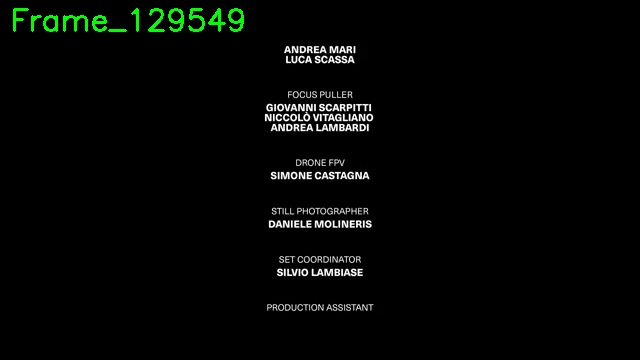 Frame_129549
ANDREA MARI
LUCA SCASSA
FOCUS PULLER
GIOVANNI SCARPITTI
NICCOLÒ VITAGLIANO
ANDREA LAMBARDI
DRONE FPV
SIMONE CASTAGNA
STILL PHOTOGRAPHER
DANIELE MOLINERIS
SET COORDINATOR
SILVIO LAMBIASE
PRODUCTION ASSISTANT